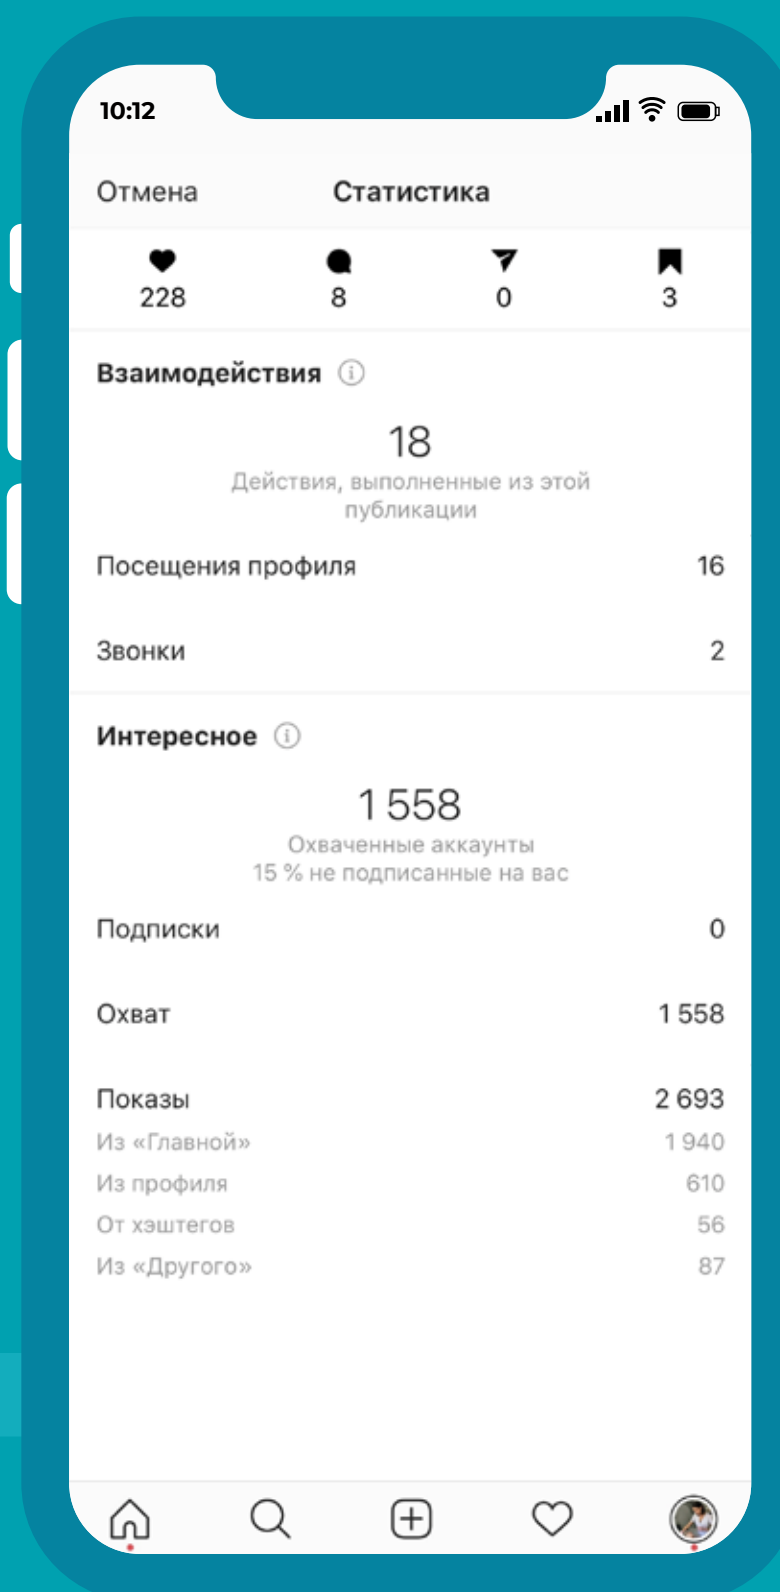 10:12
Отмена Статистика
228 8 0 3
Взаимодействия
18
Действия, выполненные из этой
публикации
Посещения профиля 16
Звонки 2
Интересное
1 558
Охваченные аккаунты
15 % не подписанные на вас
Подписки 0
Охват 1 558
Показы 2 693
Из «Главной» 1 940
Из профиля 610
От хэштегов 56
Из «Другого» 87